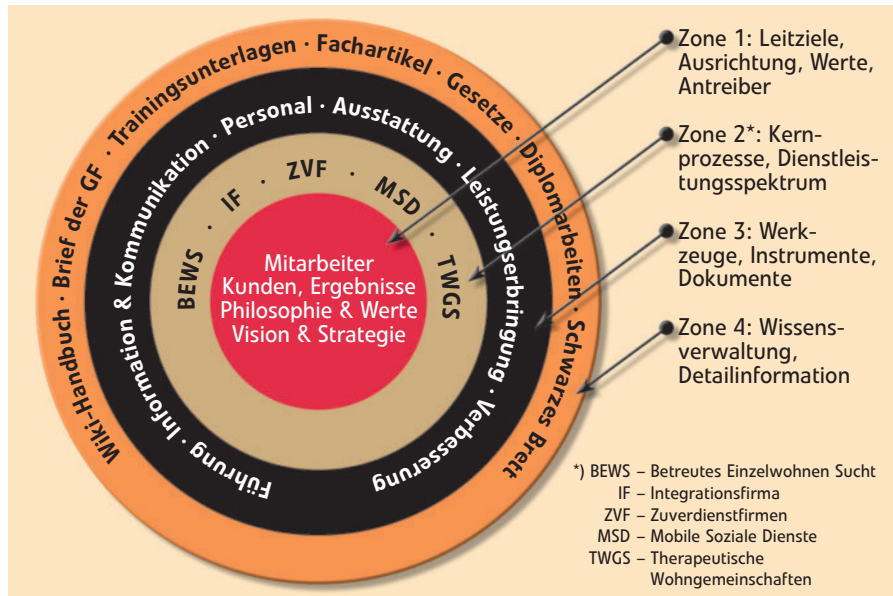 Wiki-Handbuch · Brief der GF · Trainingsunterlagen · Fachartikel · Gesetze · Diplomarbeiten · Schwarzes Brett
Führung · Information & Kommunikation · Personal · Ausstattung · Leistungserbringung · Verbesserung
BEWS · IF · ZVF · MSD · TWGS
Mitarbeiter
Kunden, Ergebnisse
Philosophie & Werte
Vision & Strategie
Zone 1: Leitziele,
Ausrichtung, Werte,
Antreiber
Zone 2*: Kern-
prozesse, Dienstleis-
tungsspektrum
Zone 3: Werk-
zeuge, Instrumente,
Dokumente
Zone 4: Wissens-
verwaltung,
Detailinformation
*) BEWS – Betreutes Einzelwohnen Sucht
IF – Integrationsfirma
ZVF – Zuverdienstfirmen
MSD – Mobile Soziale Dienste
TWGS – Therapeutische
Wohngemeinschaften